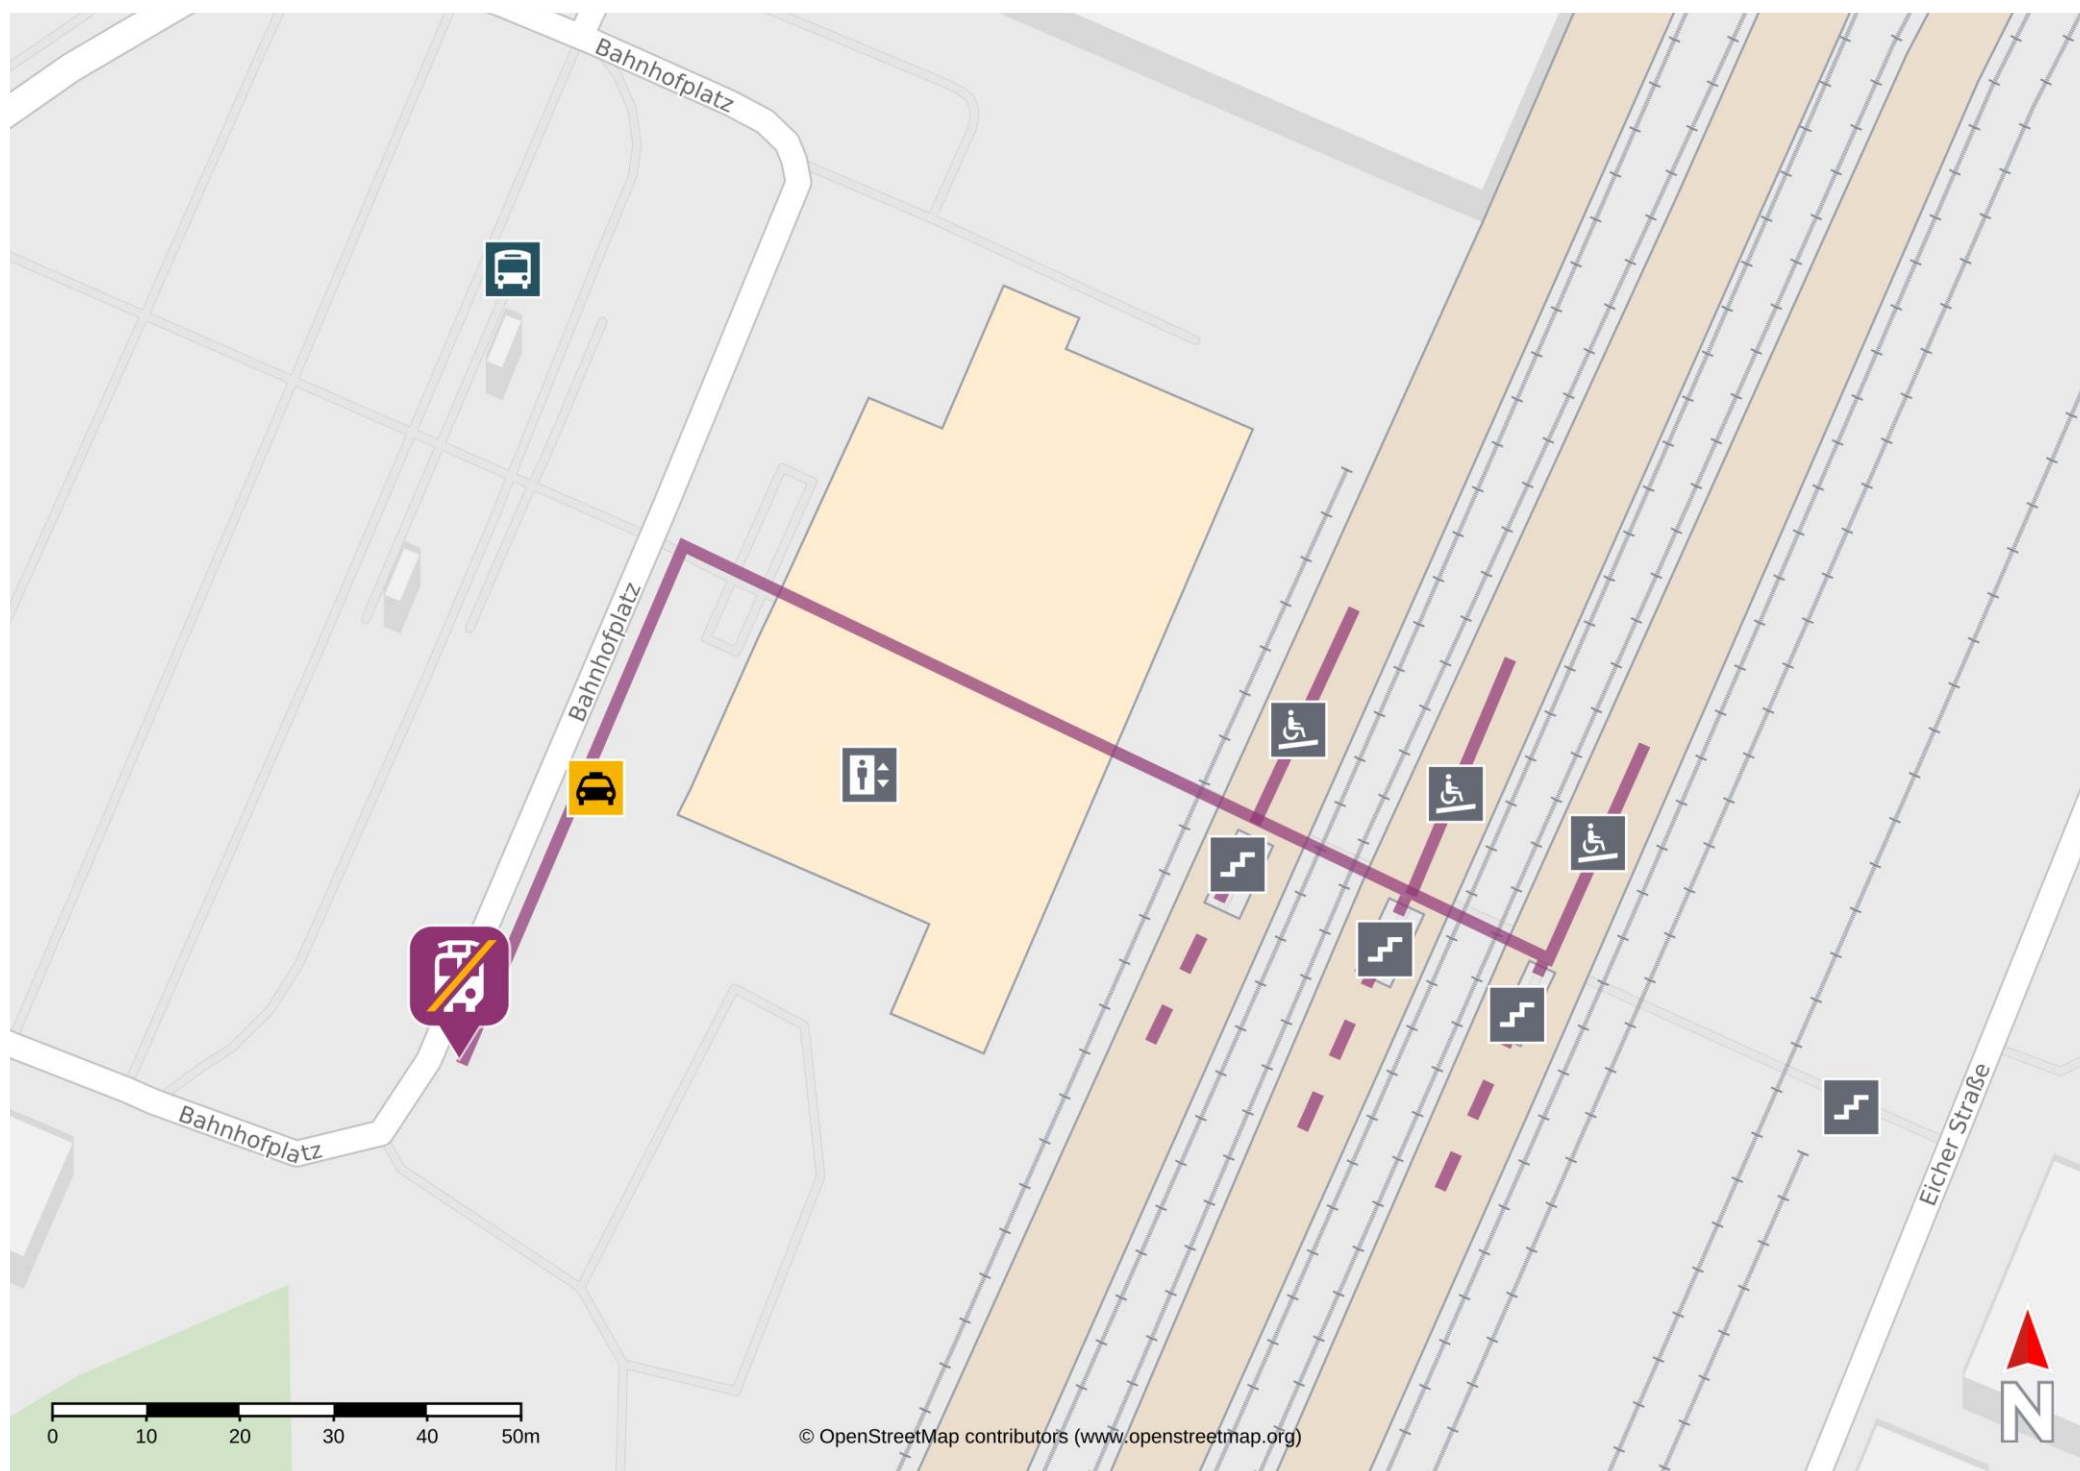 Bahnhofplatz
Bahnhofplatz
Bahnhofplatz
Eicher Straße
0 10 20 30 40 50m
© OpenStreetMap contributors (www.openstreetmap.org)
N